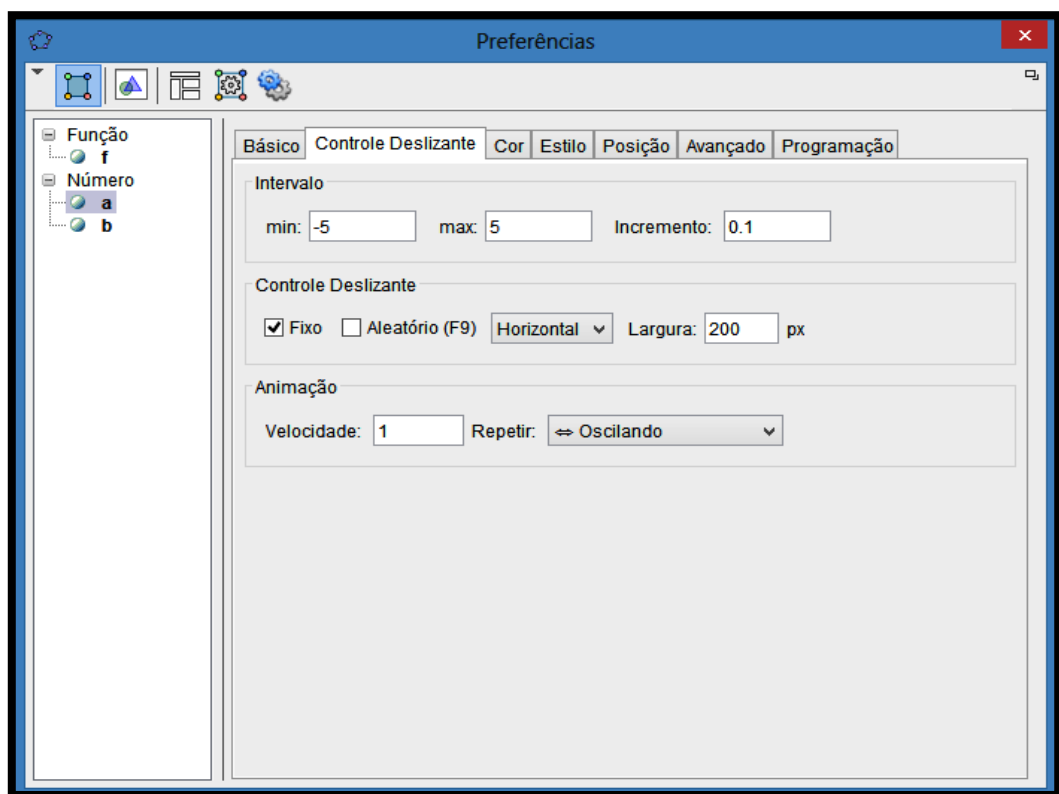 Preferências
Função
f
Número
a
b
Básico Controle Deslizante Cor Estilo Posição Avançado Programação
Intervalo
min: -5 max: 5 Incremento: 0.1
Controle Deslizante
Fixo Aleatório (F9) Horizontal Largura: 200 px
Animação
Velocidade: 1 Repetir: ⇔ Oscilando